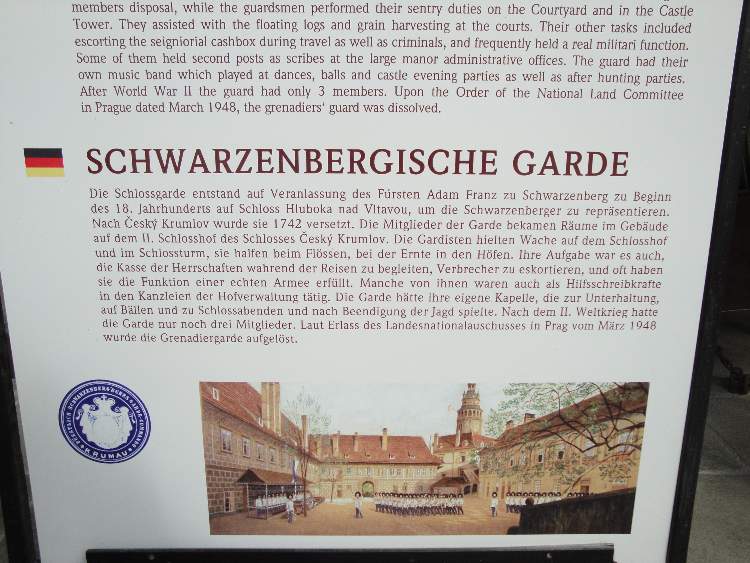 members disposal, while the guardsmen performed their sentry duties on the Courtyard and in the Castle
Tower. They assisted with the floating logs and grain harvesting at the courts. Their other tasks included
escorting the seigniorial cashbox during travel as well as criminals, and frequently held a real militari function.
Some of them held second posts as scribes at the large manor administrative offices. The guard had their
own music band which played at dances, balls and castle evening parties as well as after hunting parties.
After World War II the guard had only 3 members. Upon the Order of the National Land Committee
in Prague dated March 1948, the grenadiers' guard was dissolved.
SCHWARZENBERGISCHE GARDE
Die Schlossgarde entstand auf Veranlassung des Fürsten Adam Franz zu Schwarzenberg zu Beginn
des 18. Jahrhunderts auf Schloss Hluboka nad Vltavou, um die Schwarzenberger zu repräsentieren.
Nach Český Krumlov wurde sie 1742 versetzt. Die Mitglieder der Garde bekamen Räume im Gebäude
auf dem II. Schlosshof des Schlosses Český Krumlov. Die Gardisten hielten Wache auf dem Schlosshof
und im Schlossturm, sie halfen beim Flössen, bei der Ernte in den Höfen. Ihre Aufgabe war es auch,
die Kasse der Herrschaften wahrend der Reisen zu begleiten, Verbrecher zu eskortieren, und oft haben
sie die Funktion einer echten Armee erfüllt. Manche von ihnen waren auch als Hilfsschreibkrafte
in den Kanzleien der Hofverwaltung tätig. Die Garde hätte ihre eigene Kapelle, die zur Unterhaltung,
auf Bällen und zu Schlossabenden und nach Beendigung der Jagd spielte. Nach dem II. Weltkrieg hatte
die Garde nur noch drei Mitglieder. Laut Erlass des Landesnationalauschusses in Prag vom März 1948
wurde die Grenadiergarde aufgelöst.
KRUMAU